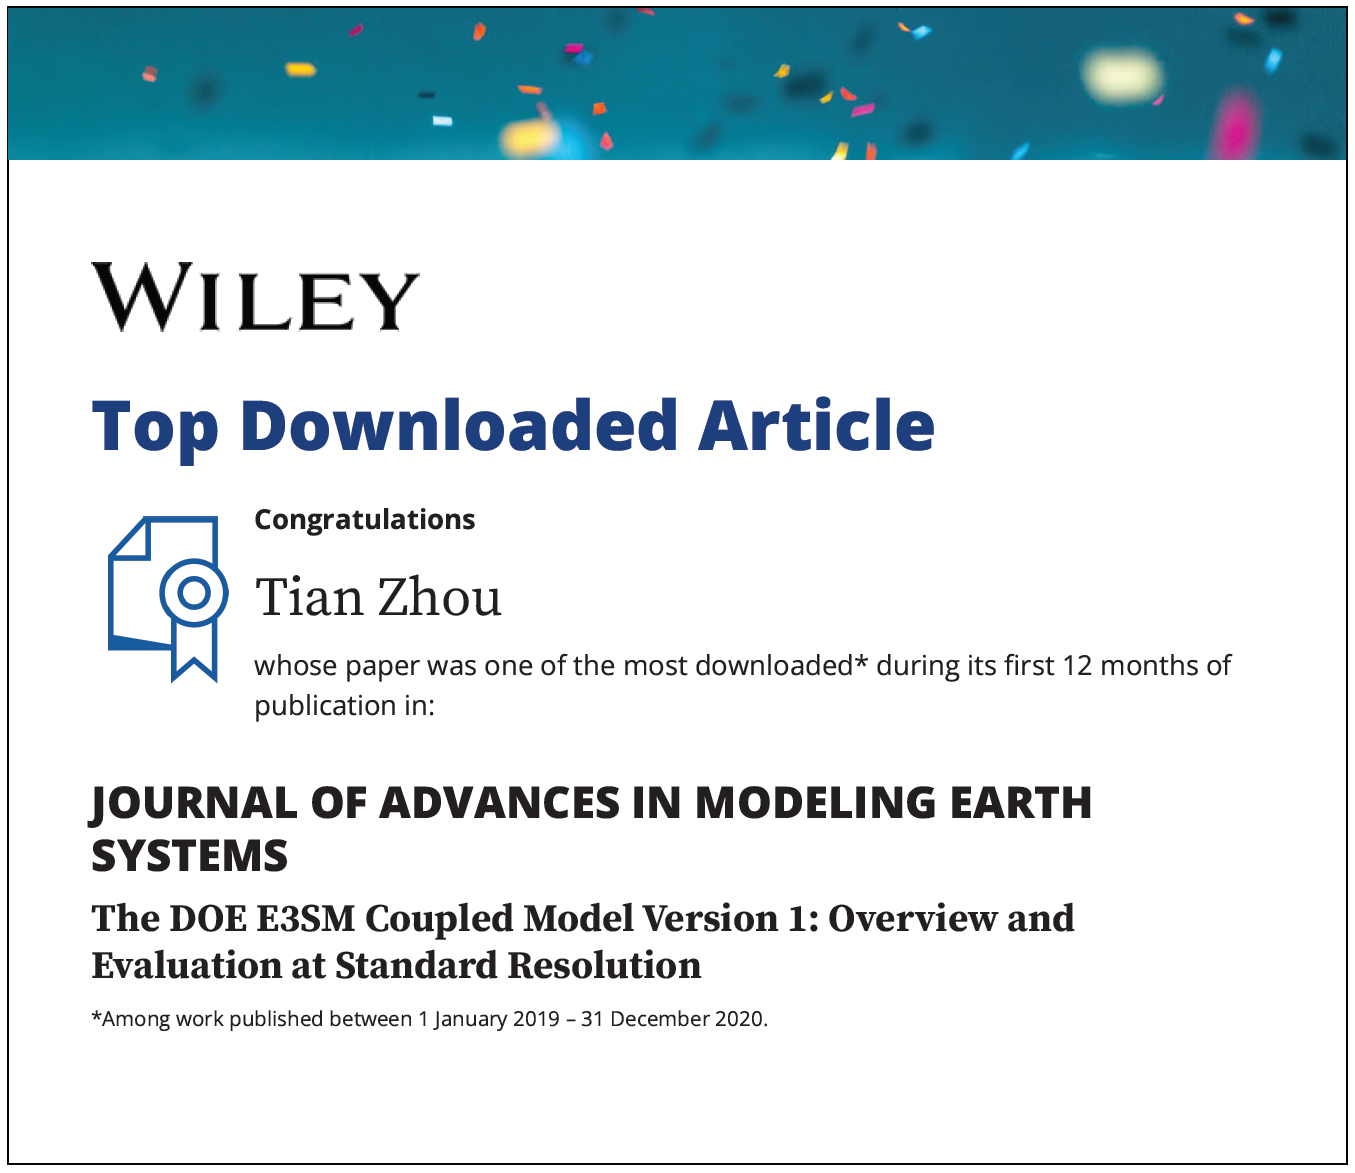 WILEY
Top Downloaded Article
Congratulations
Tian Zhou
whose paper was one of the most downloaded* during its first 12 months of
publication in:
JOURNAL OF ADVANCES IN MODELING EARTH
SYSTEMS
The DOE E3SM Coupled Model Version 1: Overview and
Evaluation at Standard Resolution
*Among work published between 1 January 2019 – 31 December 2020.